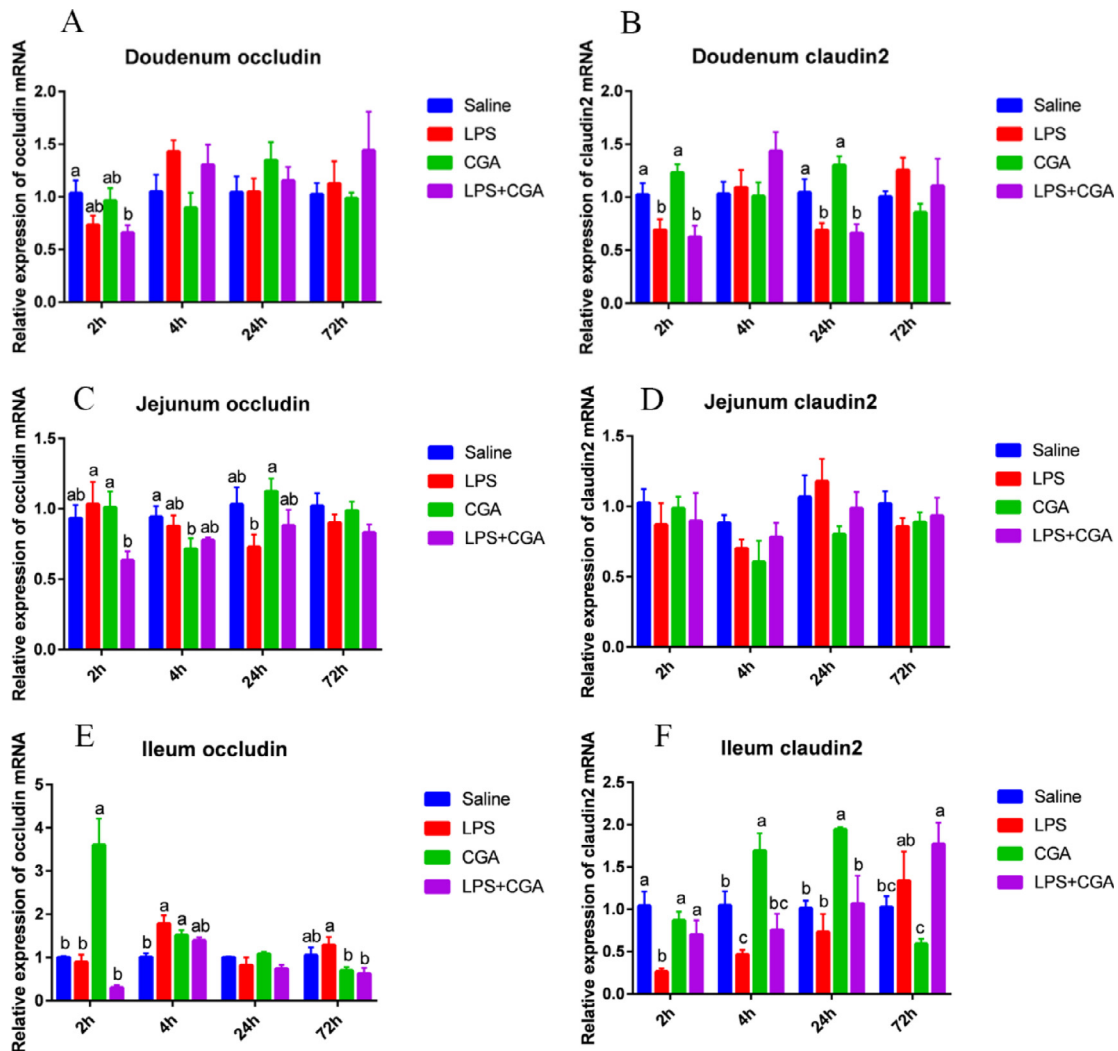 A
Doudenum occludin
Relative expression of occludin mRNA
2.0
1.5
1.0
0.5
0.0
a
ab
ab
b
2h
4h
24h
72h
Saline
LPS
CGA
LPS+CGA
B
Doudenum claudin2
Relative expression of claudin2 mRNA
2.0
1.5
1.0
0.5
0.0
a
b
a
b
a
b
a
b
2h
4h
24h
72h
Saline
LPS
CGA
LPS+CGA
C
Jejunum occludin
Relative expression of occludin mRNA
1.5
1.0
0.5
0.0
ab
a
a
b
a
ab
b
ab
ab
b
a
ab
2h
4h
24h
72h
Saline
LPS
CGA
LPS+CGA
D
Jejunum claudin2
Relative expression of claudin2 mRNA
1.5
1.0
0.5
0.0
2h
4h
24h
72h
Saline
LPS
CGA
LPS+CGA
E
Ileum occludin
Relative expression of occludin mRNA
5
4
3
2
1
0
b
b
a
b
b
a
a
ab
ab
a
b
b
2h
4h
24h
72h
Saline
LPS
CGA
LPS+CGA
F
Ileum claudin2
Relative expression of claudin2 mRNA
2.5
2.0
1.5
1.0
0.5
0.0
a
b
a
a
b
c
a
bc
b
b
a
b
bc
ab
c
a
2h
4h
24h
72h
Saline
LPS
CGA
LPS+CGA